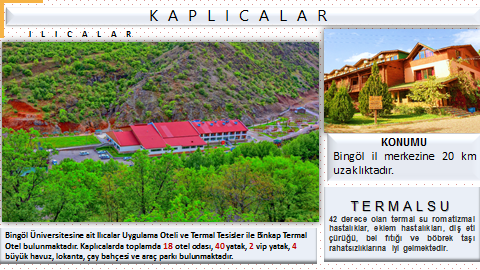 KAPLICALAR
ILICALAR
KONUMU
Bingöl il merkezine 20 km
uzaklıktadır.
TERMALSU
42 derece olan termal su romatizmal
hastalıklar, eklem hastalıkları, diş eti
çürüğü, bel fıtığı ve böbrek taşı
rahatsızlıklarına iyi gelmektedir.
Bingöl Üniversitesine ait Ilıcalar Uygulama Oteli ve Termal Tesisler ile Binkap Termal
Otel bulunmaktadır. Kaplıcalarda toplamda 18 otel odası, 40 yatak, 2 vip yatak, 4
büyük havuz, lokanta, çay bahçesi ve araç parkı bulunmaktadır.